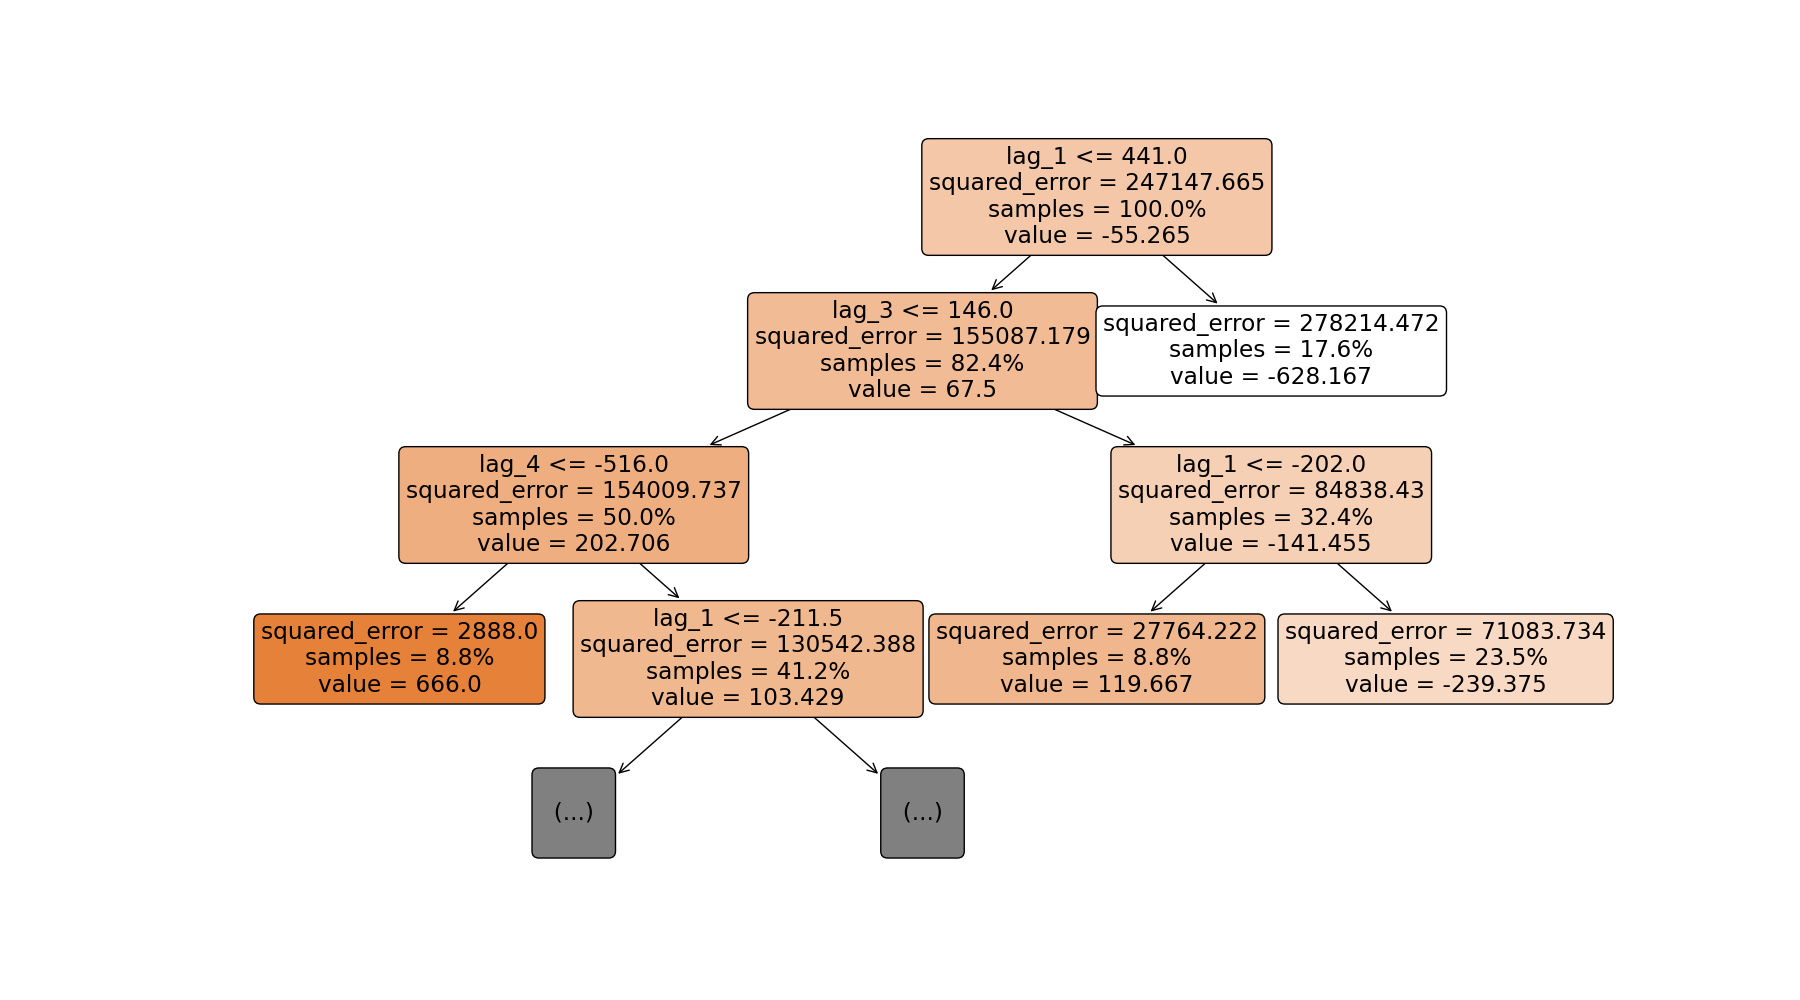 lag_1 <= 441.0
squared_error = 247147.665
samples = 100.0%
value = -55.265
lag_3 <= 146.0
squared_error = 155087.179
samples = 82.4%
value = 67.5
squared_error = 278214.472
samples = 17.6%
value = -628.167
lag_4 <= -516.0
squared_error = 154009.737
samples = 50.0%
value = 202.706
lag_1 <= -202.0
squared_error = 84838.43
samples = 32.4%
value = -141.455
squared_error = 2888.0
samples = 8.8%
value = 666.0
lag_1 <= -211.5
squared_error = 130542.388
samples = 41.2%
value = 103.429
squared_error = 27764.222
samples = 8.8%
value = 119.667
squared_error = 71083.734
samples = 23.5%
value = -239.375
(...)
(...)